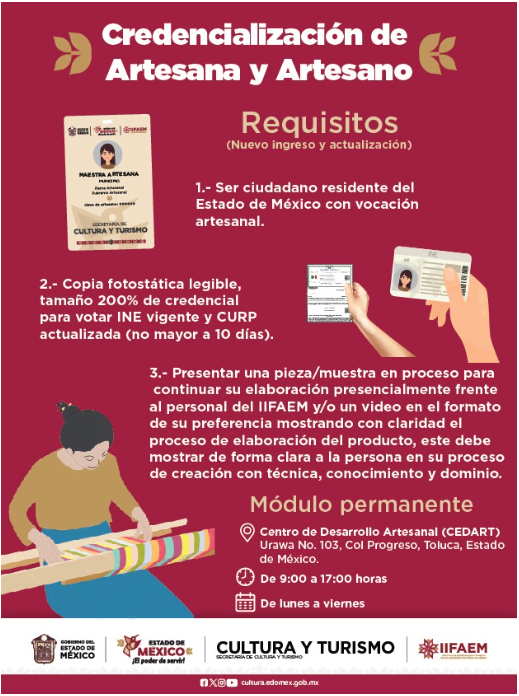 Credencialización de
Artesana y Artesano
Requisitos
(Nuevo ingreso y actualización)
IIFAEM
MAESTRA ARTESANA
MUNICIPIO
Rama Artesanal
SECRETARÍA DE
CULTURA Y TURISMO
1.- Ser ciudadano residente del
Estado de México con vocación
artesanal.
2.- Copia fotostática legible,
tamaño 200% de credencial
para votar INE vigente y CURP
actualizada (no mayor a 10 días).
INE
3.- Presentar una pieza/muestra en proceso para
continuar su elaboración presencialmente frente
al personal del IIFAEM y/o un video en el formato
de su preferencia mostrando con claridad el
proceso de elaboración del producto, este debe
mostrar de forma clara a la persona en su proceso
de creación con técnica, conocimiento y dominio.
Módulo permanente
Centro de Desarrollo Artesanal (CEDART)
Urawa No. 103, Col Progreso, Toluca, Estado
de México.
De 9:00 a 17:00 horas
De lunes a viernes
GOBIERNO DEL
ESTADO DE
MÉXICO
ESTADO DE
MÉXICO
¡El poder de servir!
CULTURA Y TURISMO
SECRETARÍA DE CULTURA Y TURISMO
IIFAEM
cultura.edomex.gob.mx